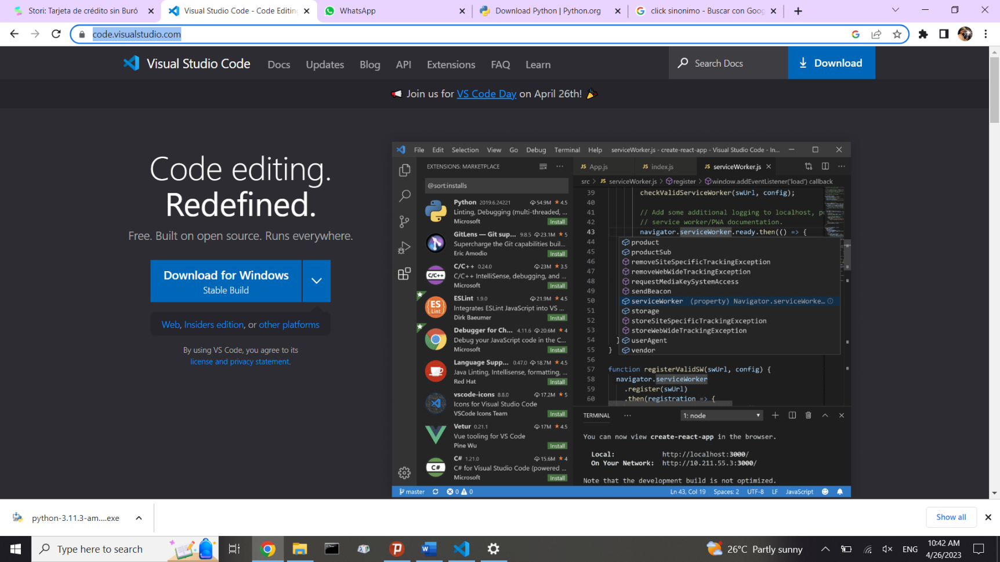 Stori: Tarjeta de crédito sin Buró
Visual Studio Code - Code Editing
WhatsApp
Download Python | Python.org
click sinonimo - Buscar con Goog
code.visualstudio.com
Visual Studio Code Docs Updates Blog API Extensions FAQ Learn
Search Docs
Download
Join us for VS Code Day on April 26th!
Code editing.
Redefined.
Free. Built on open source. Runs everywhere.
Download for Windows
Stable Build
Web, Insiders edition, or other platforms
By using VS Code, you agree to its
license and privacy statement.
File Edit Selection View Go Debug Terminal Help serviceWorker.js - create-react-app - Visual Studio Code - In...
EXTENSIONS: MARKETPLACE
@sort:installs
Python 2019.6.24221 54.9M ★ 4.5
Linting, Debugging (multi-threaded, ...
Microsoft Install
GitLens — Git sup... 9.8.5 23.1M ★ 5
Supercharge the Git capabilities buil...
Eric Amodio Install
C/C++ 0.24.0 23M ★ 3.5
C/C++ IntelliSense, debugging, and ...
Microsoft Install
ESLint 1.9.0 21.9M ★ 4.5
Integrates ESLint JavaScript into VS ...
Dirk Baeumer Install
Debugger for Ch... 4.11.6 20.6M ★ 4
Debug your JavaScript code in the C...
Microsoft Install
Language Supp... 0.47.0 18.7M ★ 4.5
Java Linting, Intellisense, formatting, ...
Red Hat Install
vscode-icons 8.8.0 17.2M ★ 5
Icons for Visual Studio Code
VSCode Icons Team Install
Vetur 0.21.1 17M ★ 4.5
Vue tooling for VS Code
Pine Wu Install
C# 1.21.0 15.6M ★ 4
C# for Visual Studio Code (powered ...
Microsoft Install
JS App.js JS index.js JS serviceWorker.js
src > JS serviceWorker.js > register > window.addEventListener('load') callback
39 checkValidServiceWorker(swUrl, config);
40
41 // Add some additional logging to localhost, po
42 // service worker/PWA documentation.
43 navigator.serviceWorker.ready.then(() => {
44 product
45 productSub
46 removeSiteSpecificTrackingException
47 removeWebWideTrackingException
48 requestMediaKeySystemAccess
49 sendBeacon
50 serviceWorker (property) Navigator.serviceWorke...
51 storage
52 storeSiteSpecificTrackingException
53 storeWebWideTrackingException
54 } userAgent
55 } vendor
56
57 function registerValidSW(swUrl, config) {
58 navigator.serviceWorker
59 .register(swUrl)
60 .then(registration => {
TERMINAL ... 1: node
You can now view create-react-app in the browser.
Local: http://localhost:3000/
On Your Network: http://10.211.55.3:3000/
Note that the development build is not optimized.
master 0 0 Ln 43, Col 19 Spaces: 2 UTF-8 LF JavaScript
python-3.11.3-am....exe
Show all
Type here to search
26°C Partly sunny
ENG
10:42 AM
4/26/2023